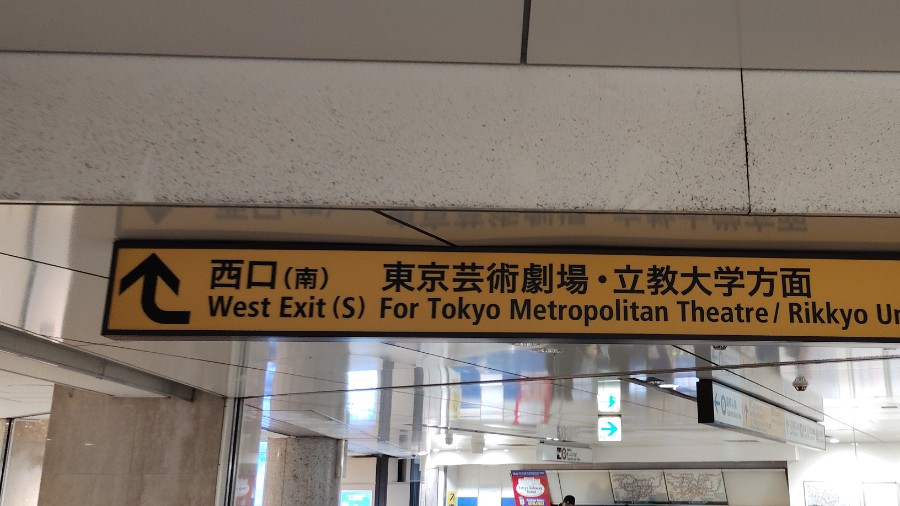 西口(南) 東京芸術劇場・立教大学方面
West Exit (S) For Tokyo Metropolitan Theatre / Rikkyo